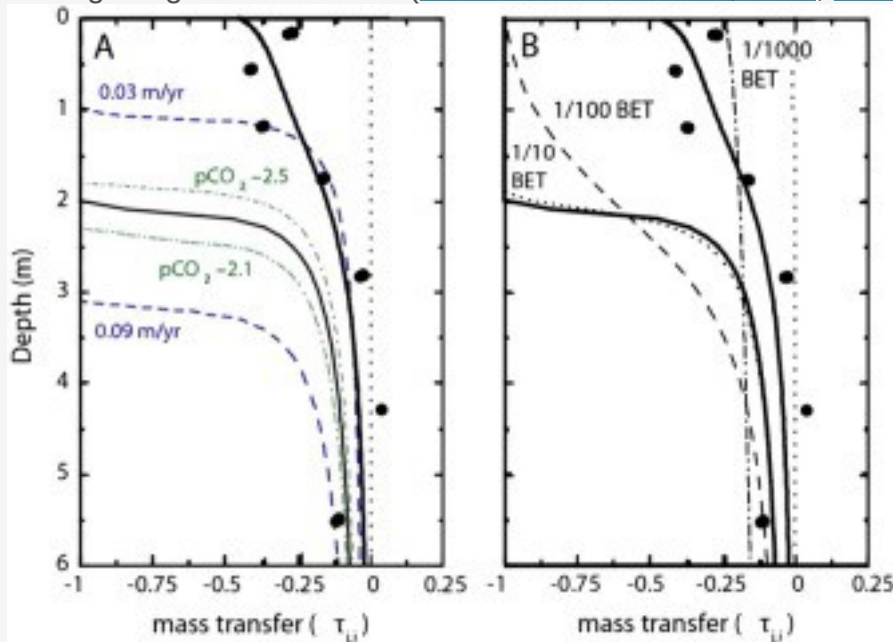 A
B
0
1
2
3
4
5
6
Depth (m)
0.03 m/yr
pCO2 -2.5
pCO2 -2.1
0.09 m/yr
1/1000
BET
1/100 BET
1/10
BET
-1 -0.75 -0.5 -0.25 0 0.25
-1 -0.75 -0.5 -0.25 0 0.25
mass transfer ( τ
mass transfer ( τ